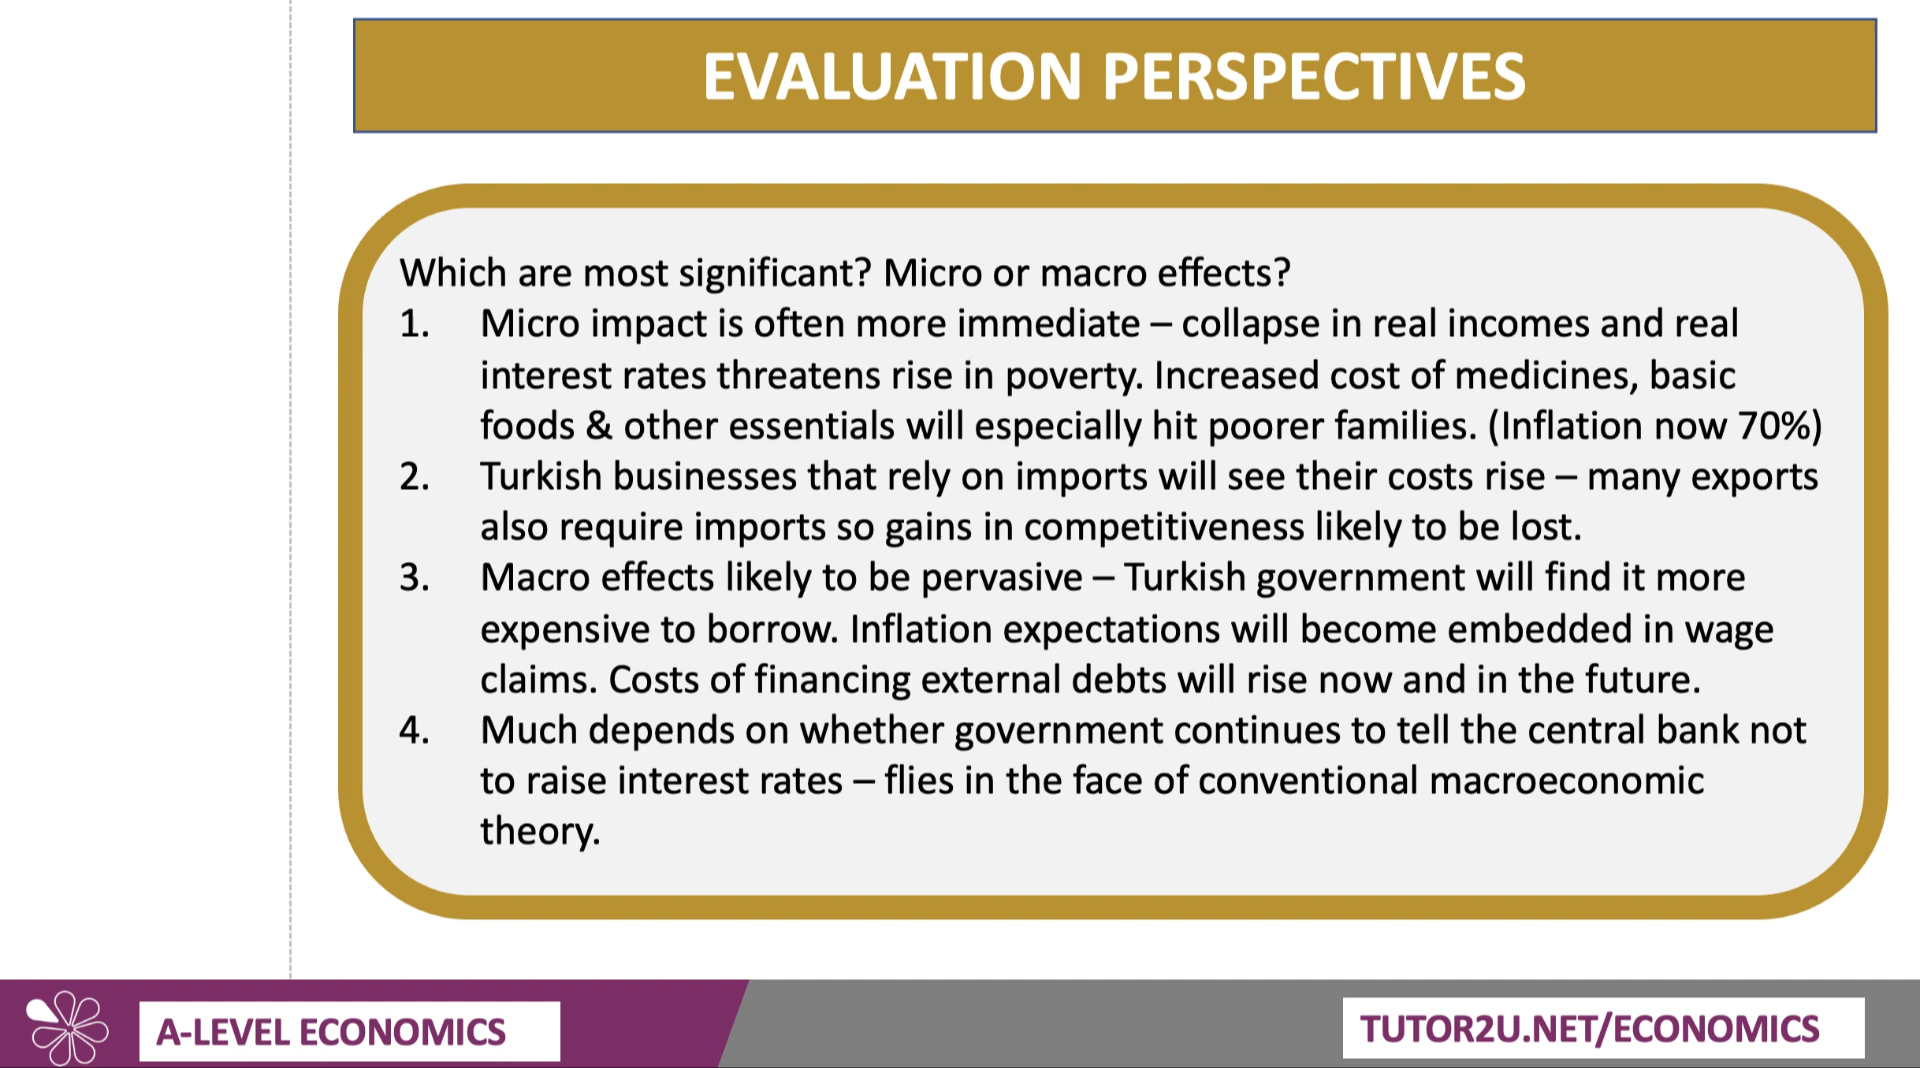 EVALUATION PERSPECTIVES
Which are most significant? Micro or macro effects?
1. Micro impact is often more immediate – collapse in real incomes and real
interest rates threatens rise in poverty. Increased cost of medicines, basic
foods & other essentials will especially hit poorer families. (Inflation now 70%)
2. Turkish businesses that rely on imports will see their costs rise – many exports
also require imports so gains in competitiveness likely to be lost.
3. Macro effects likely to be pervasive – Turkish government will find it more
expensive to borrow. Inflation expectations will become embedded in wage
claims. Costs of financing external debts will rise now and in the future.
4. Much depends on whether government continues to tell the central bank not
to raise interest rates – flies in the face of conventional macroeconomic
theory.
A-LEVEL ECONOMICS
TUTOR2U.NET/ECONOMICS